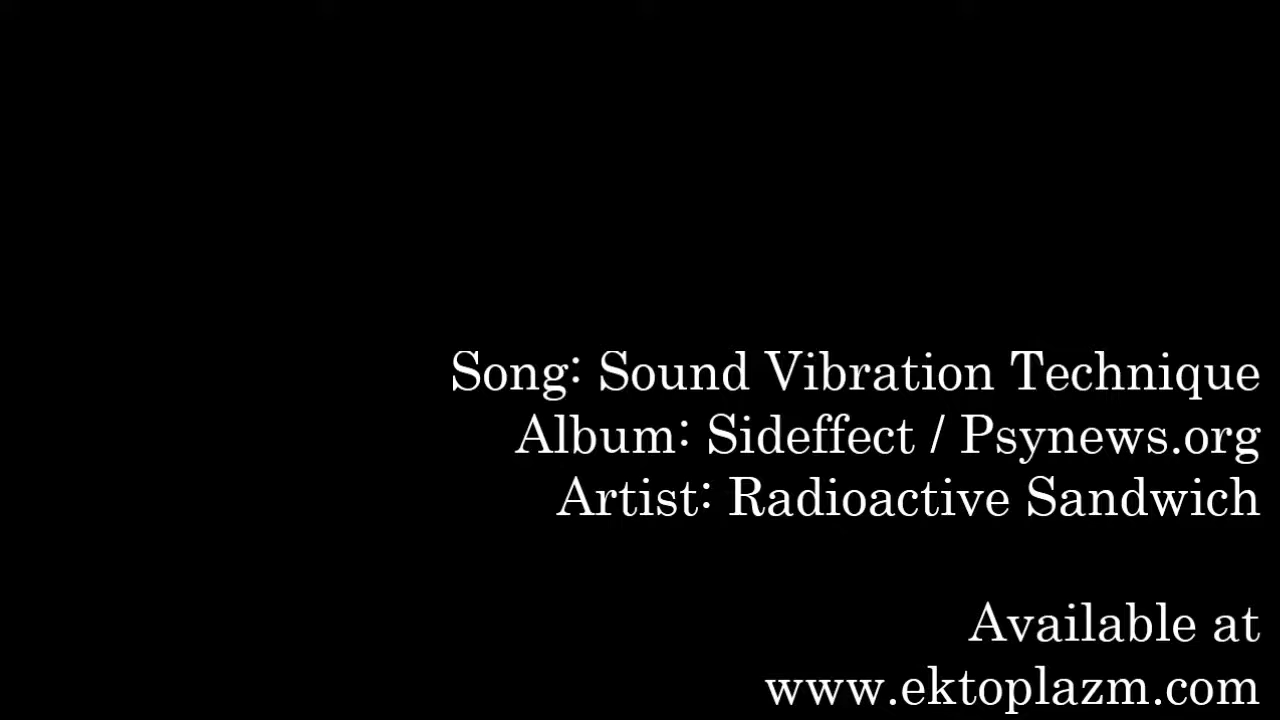 Song: Sound Vibration Technique
Album: Sideffect / Psynews.org
Artist: Radioactive Sandwich
Available at
www.ektoplazm.com